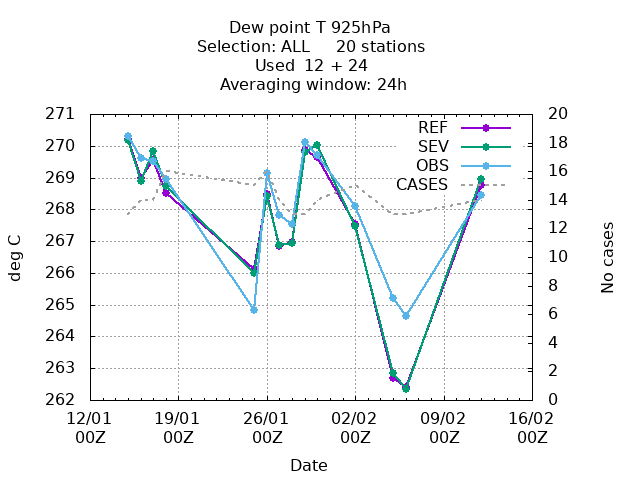 Dew point T 925hPa
Selection: ALL     20 stations
Used  12 + 24
Averaging window: 24h
271 20
REF
270 18
SEV
OBS
269 16
CASES
268 14
267 12
266 10
265 8
264 6
263 4
2
262 0
deg C
No cases
12/01 19/01 26/01 02/02 09/02 16/02
00Z 00Z 00Z 00Z 00Z 00Z
Date